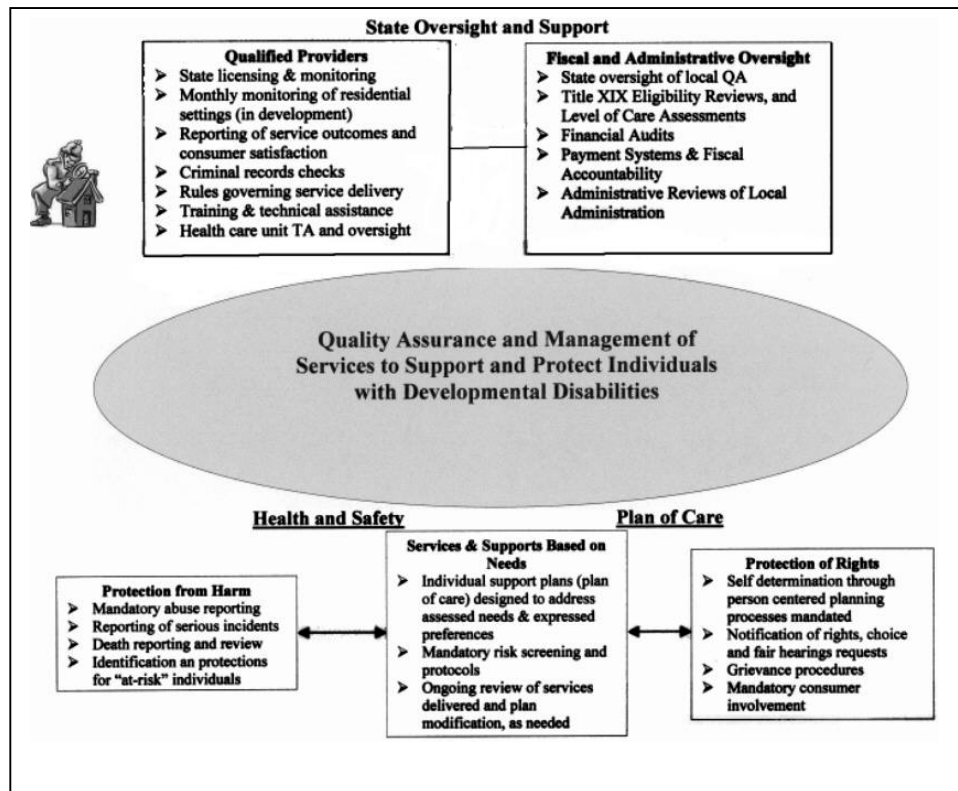 State Oversight and Support
Qualified Providers
➢ State licensing & monitoring
➢ Monthly monitoring of residential
settings (in development)
➢ Reporting of service outcomes and
consumer satisfaction
➢ Criminal records checks
➢ Rules governing service delivery
➢ Training & technical assistance
➢ Health care unit TA and oversight
Fiscal and Administrative Oversight
➢ State oversight of local QA
➢ Title XIX Eligibility Reviews, and
Level of Care Assessments
➢ Financial Audits
➢ Payment Systems & Fiscal
Accountability
➢ Administrative Reviews of Local
Administration
Quality Assurance and Management of
Services to Support and Protect Individuals
with Developmental Disabilities
Health and Safety
Plan of Care
Protection from Harm
➢ Mandatory abuse reporting
➢ Reporting of serious incidents
➢ Death reporting and review
➢ Identification an protections
for "at-risk" individuals
Services & Supports Based on
Needs
➢ Individual support plans (plan
of care) designed to address
assessed needs & expressed
preferences
➢ Mandatory risk screening and
protocols
➢ Ongoing review of services
delivered and plan
modification, as needed
Protection of Rights
➢ Self determination through
person centered planning
processes mandated
➢ Notification of rights, choice
and fair hearings requests
➢ Grievance procedures
➢ Mandatory consumer
involvement